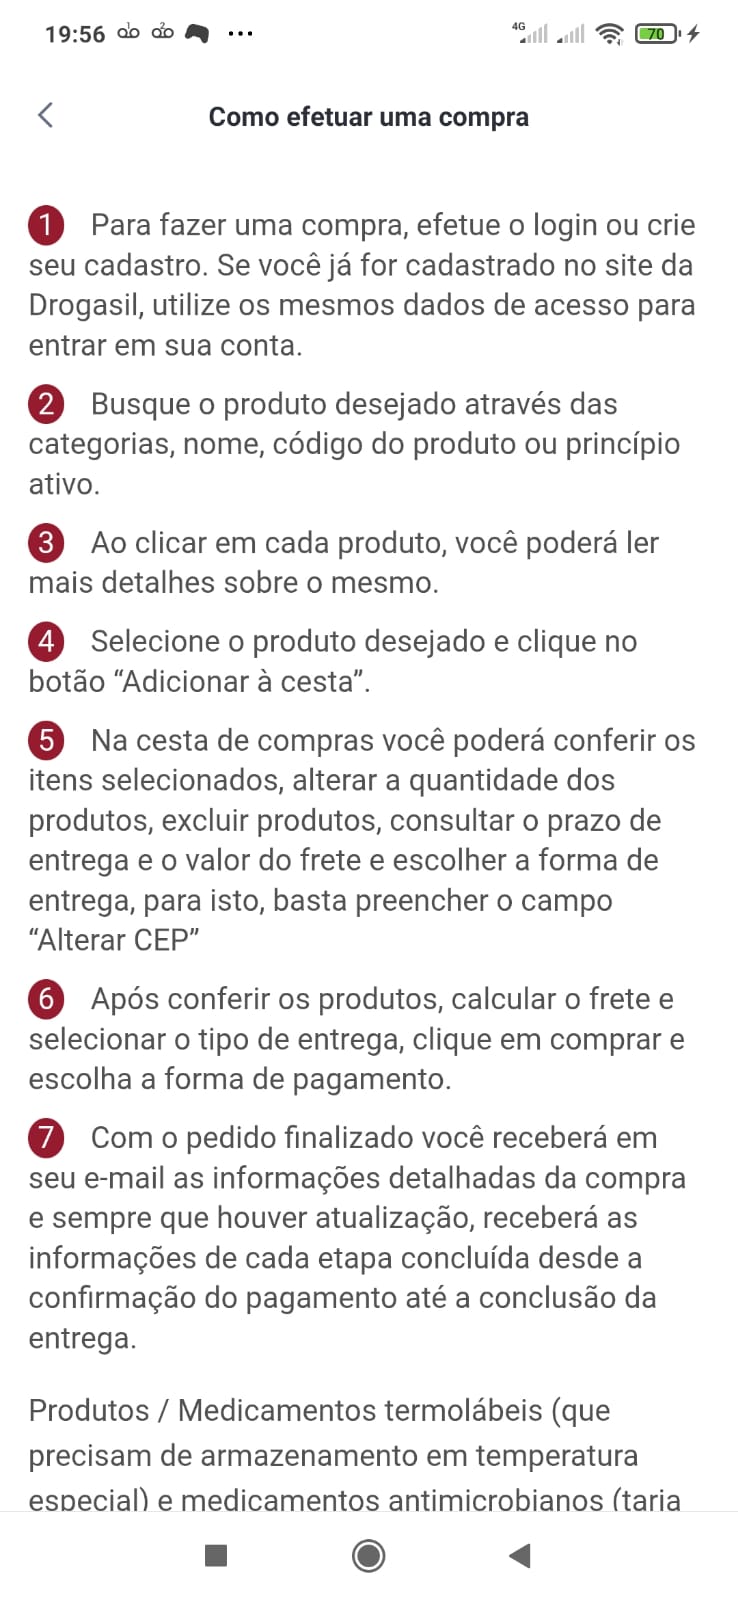 19:56
4G
70
Como efetuar uma compra
1 Para fazer uma compra, efetue o login ou crie
seu cadastro. Se você já for cadastrado no site da
Drogasil, utilize os mesmos dados de acesso para
entrar em sua conta.
2 Busque o produto desejado através das
categorias, nome, código do produto ou princípio
ativo.
3 Ao clicar em cada produto, você poderá ler
mais detalhes sobre o mesmo.
4 Selecione o produto desejado e clique no
botão “Adicionar à cesta”.
5 Na cesta de compras você poderá conferir os
itens selecionados, alterar a quantidade dos
produtos, excluir produtos, consultar o prazo de
entrega e o valor do frete e escolher a forma de
entrega, para isto, basta preencher o campo
“Alterar CEP”
6 Após conferir os produtos, calcular o frete e
selecionar o tipo de entrega, clique em comprar e
escolha a forma de pagamento.
7 Com o pedido finalizado você receberá em
seu e-mail as informações detalhadas da compra
e sempre que houver atualização, receberá as
informações de cada etapa concluída desde a
confirmação do pagamento até a conclusão da
entrega.
Produtos / Medicamentos termolábeis (que
precisam de armazenamento em temperatura
especial) e medicamentos antimicrobianos (tarja